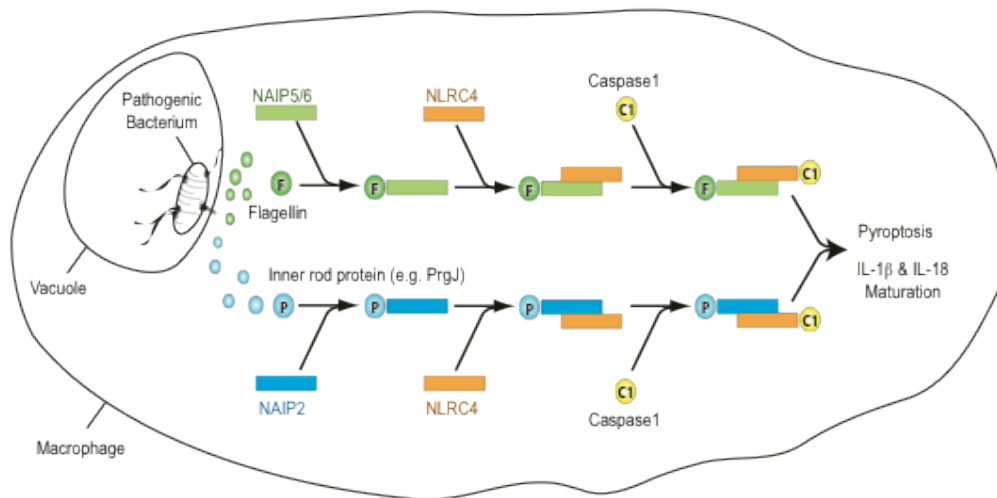 Pathogenic
Bacterium
NAIP5/6
NLRC4
Caspase1
C1
F
F
F
F
C1
Flagellin
Pyroptosis
IL-1β & IL-18
Maturation
Vacuole
Inner rod protein (e.g. PrgJ)
P
P
P
P
C1
C1
NAIP2
NLRC4
Caspase1
Macrophage